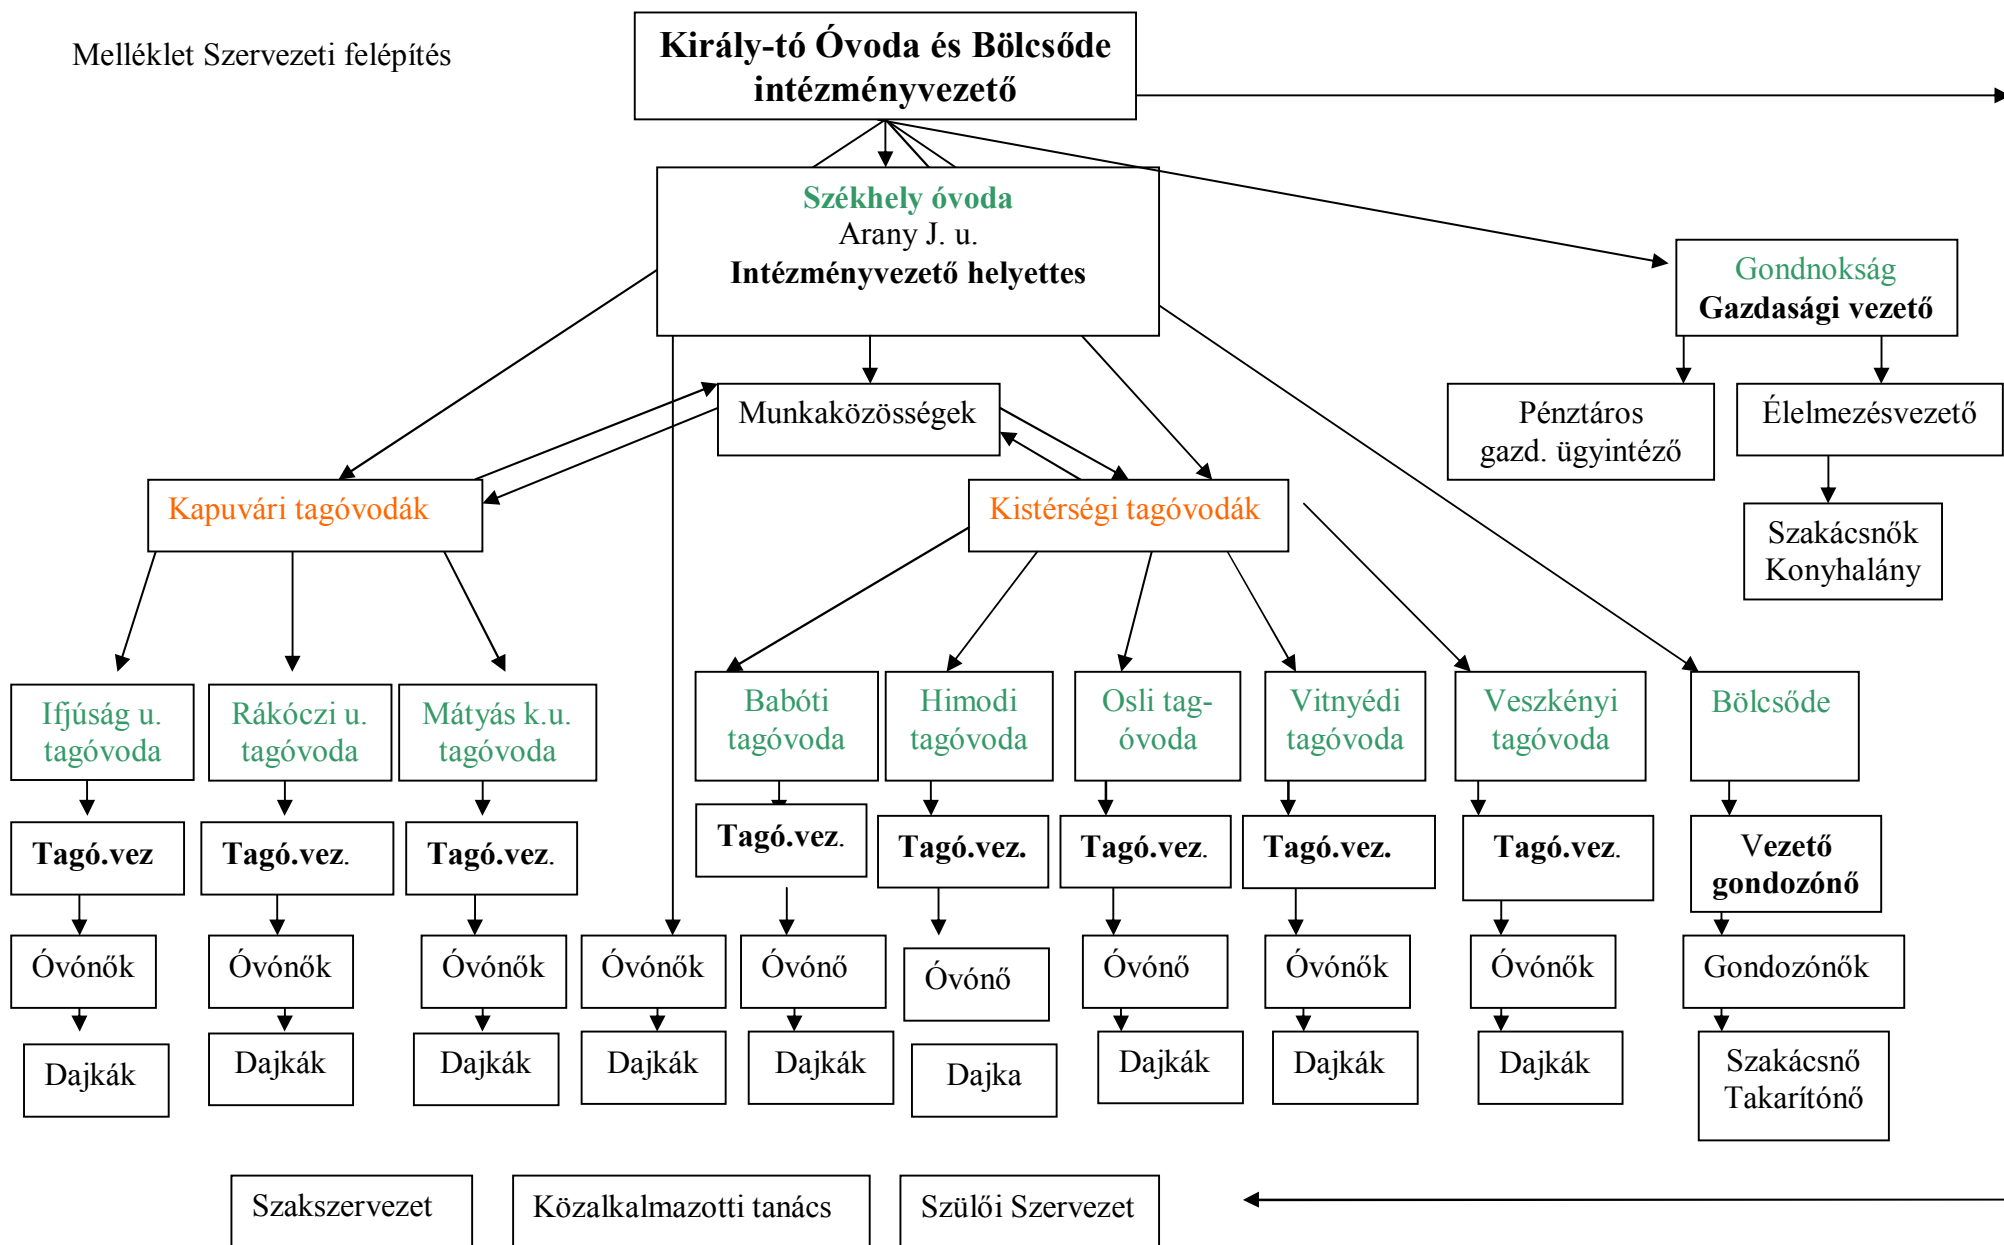 Melléklet Szervezeti felépítés
Király-tó Óvoda és Bölcsőde
intézményvezető
Székhely óvoda
Arany J. u.
Intézményvezető helyettes
Gondnokság
Gazdasági vezető
Munkaközösségek
Pénztáros
gazd. ügyintéző
Élelmezésvezető
Kapuvári tagóvodák
Kistérségi tagóvodák
Szakácsnők
Konyhalány
Ifjúság u.
tagóvoda
Rákóczi u.
tagóvoda
Mátyás k.u.
tagóvoda
Babóti
tagóvoda
Himodi
tagóvoda
Osli tag-
óvoda
Vitnyédi
tagóvoda
Veszkényi
tagóvoda
Bölcsőde
Tagó.vez
Tagó.vez.
Tagó.vez.
Tagó.vez.
Tagó.vez.
Tagó.vez.
Tagó.vez.
Tagó.vez.
Vezető
gondozónő
Óvónők
Óvónők
Óvónők
Óvónők
Óvónő
Óvónő
Óvónő
Óvónők
Óvónők
Gondozónők
Dajkák
Dajkák
Dajkák
Dajkák
Dajkák
Dajka
Dajkák
Dajkák
Dajkák
Szakácsnő
Takarítónő
Szakszervezet
Közalkalmazotti tanács
Szülői Szervezet